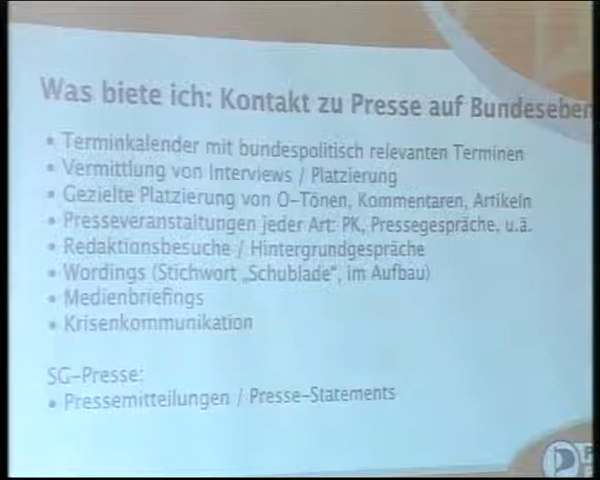 Was biete ich: Kontakt zu Presse auf Bundeseben
• Terminkalender mit bundespolitisch relevanten Terminen
• Vermittlung von Interviews / Platzierung
• Gezielte Platzierung von O-Tönen, Kommentaren, Artikeln
• Presseveranstaltungen jeder Art: PK, Pressegespräche, u.ä.
• Redaktionsbesuche / Hintergrundgespräche
• Wordings (Stichwort „Schublade“, im Aufbau)
• Medienbriefings
• Krisenkommunikation
SG-Presse:
• Pressemitteilungen / Presse-Statements